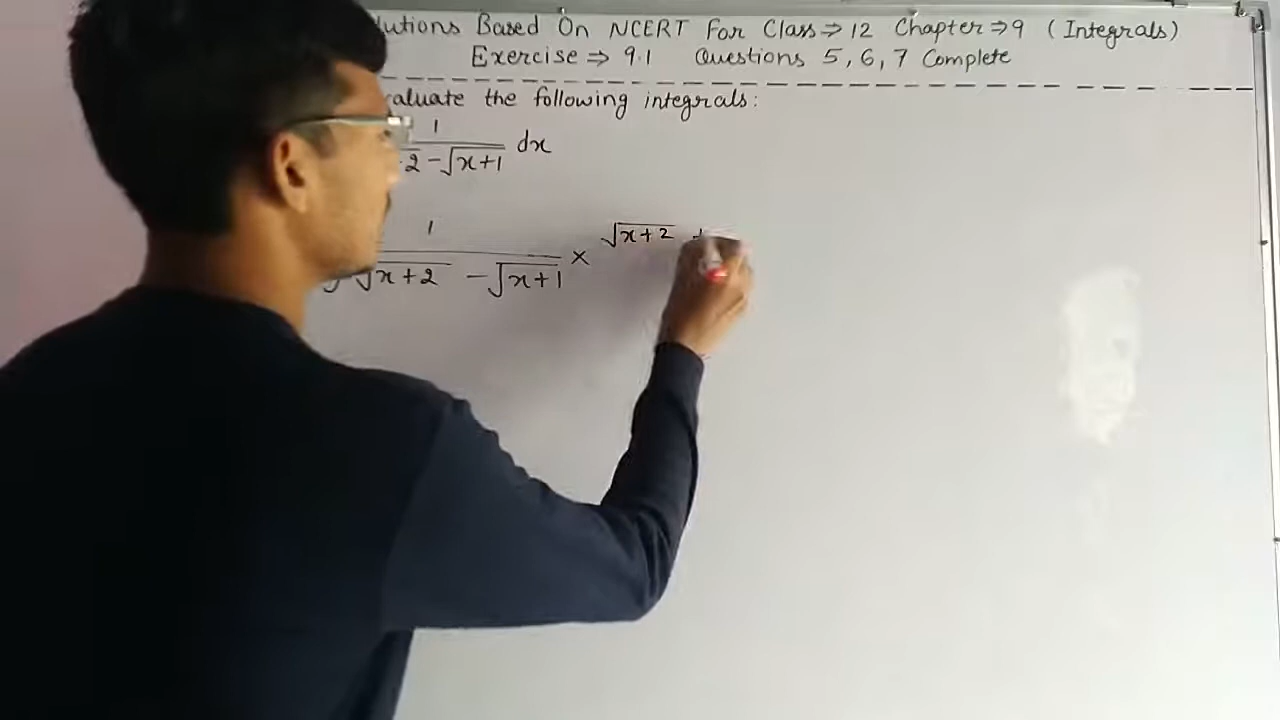 lutions Based On NCERT For Class ⇒ 12 Chapter ⇒ 9 (Integrals)
Exercise ⇒ 9.1 Questions 5, 6, 7 Complete
aluate the following integrals:
1
2 - √x+1 dx
1 × √x+2 +
√x+2 - √x+1